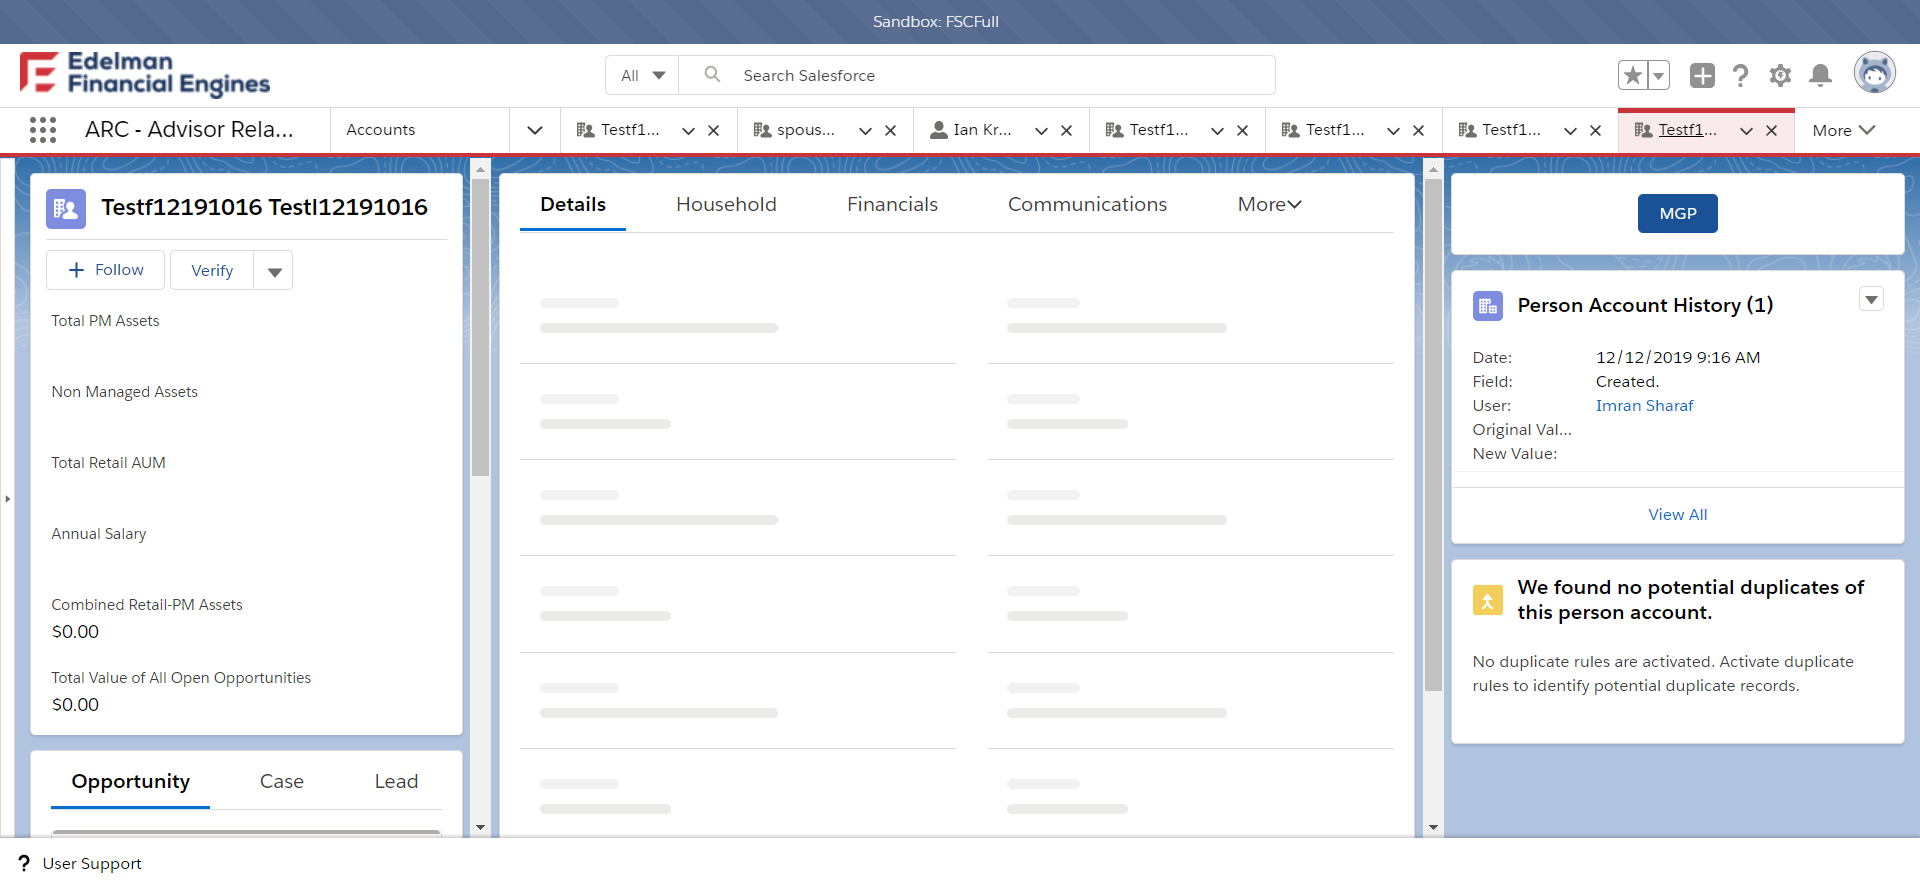 Sandbox: FSCFull
Edelman
Financial Engines
All
Search Salesforce
ARC - Advisor Rela...
Accounts
Testf1...
spous...
Ian Kr...
Testf1...
Testf1...
Testf1...
Testf1...
More
Testf12191016 Testl12191016
Follow
Verify
Total PM Assets
Non Managed Assets
Total Retail AUM
Annual Salary
Combined Retail-PM Assets
$0.00
Total Value of All Open Opportunities
$0.00
Opportunity
Case
Lead
Details
Household
Financials
Communications
More
MGP
Person Account History (1)
Date: 12/12/2019 9:16 AM
Field: Created.
User: Imran Sharaf
Original Val...
New Value:
View All
We found no potential duplicates of
this person account.
No duplicate rules are activated. Activate duplicate
rules to identify potential duplicate records.
? User Support